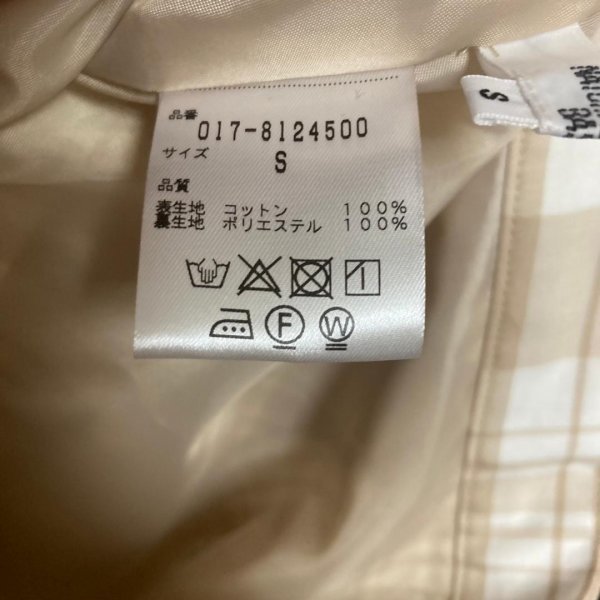 品番
017-8124500
サイズ
S
品質
表生地 コットン 100%
裏生地 ポリエステル 100%
F
W
S